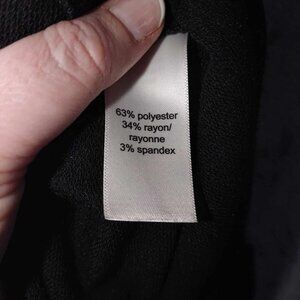 63% polyester
34% rayon/
rayonne
3% spandex